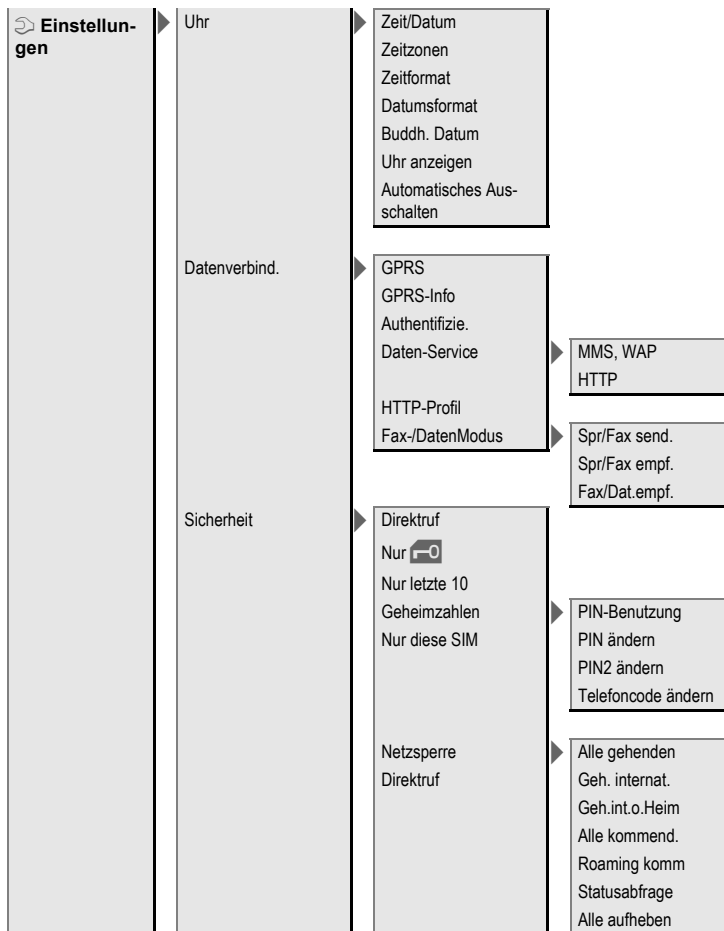 Einstellun-
gen
Uhr
Zeit/Datum
Zeitzonen
Zeitformat
Datumsformat
Buddh. Datum
Uhr anzeigen
Automatisches Aus-
schalten
Datenverbind.
GPRS
GPRS-Info
Authentifizie.
Daten-Service
MMS, WAP
HTTP
HTTP-Profil
Fax-/DatenModus
Spr/Fax send.
Spr/Fax empf.
Fax/Dat.empf.
Sicherheit
Direktruf
Nur
Nur letzte 10
Geheimzahlen
PIN-Benutzung
Nur diese SIM
PIN ändern
PIN2 ändern
Telefoncode ändern
Netzsperre
Alle gehenden
Direktruf
Geh. internat.
Geh.int.o.Heim
Alle kommend.
Roaming komm
Statusabfrage
Alle aufheben